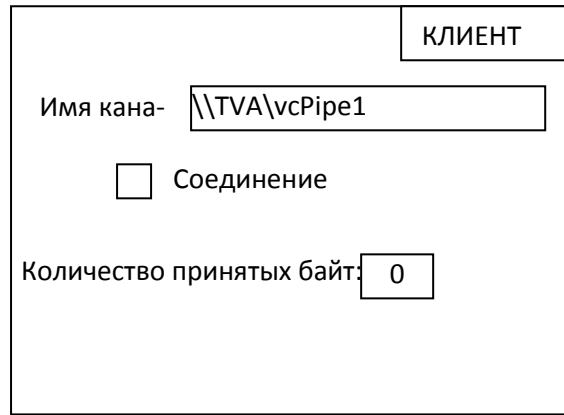 КЛИЕНТ
Имя кана- \\TVA\vcPipe1
Соединение
Количество принятых байт: 0